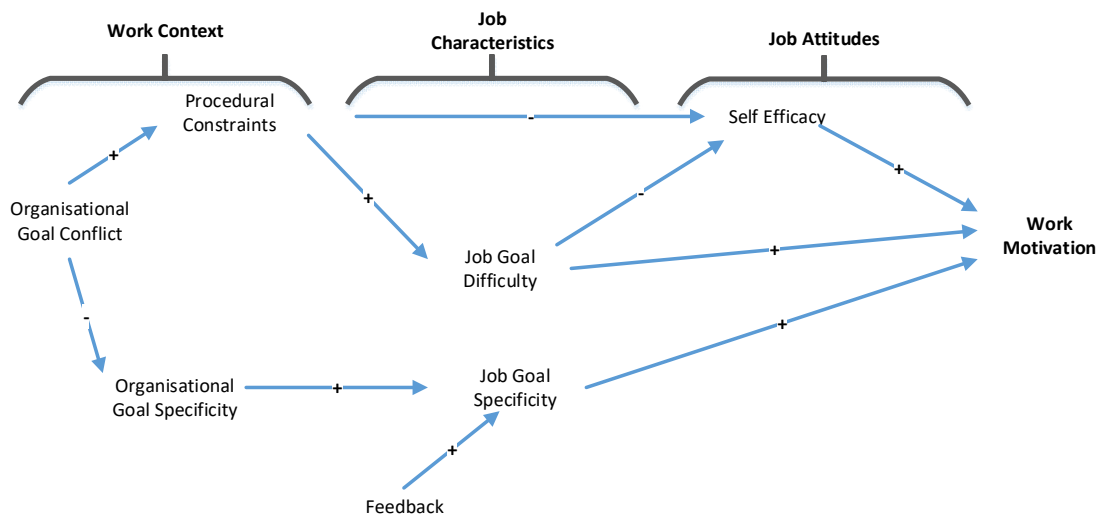 Work Context
Job
Characteristics
Job Attitudes
Procedural
Constraints
-
Self Efficacy
+
+
+
-
Organisational
Goal Conflict
Work
Motivation
Job Goal
Difficulty
+
-
+
Organisational
Goal Specificity
+
Job Goal
Specificity
+
Feedback